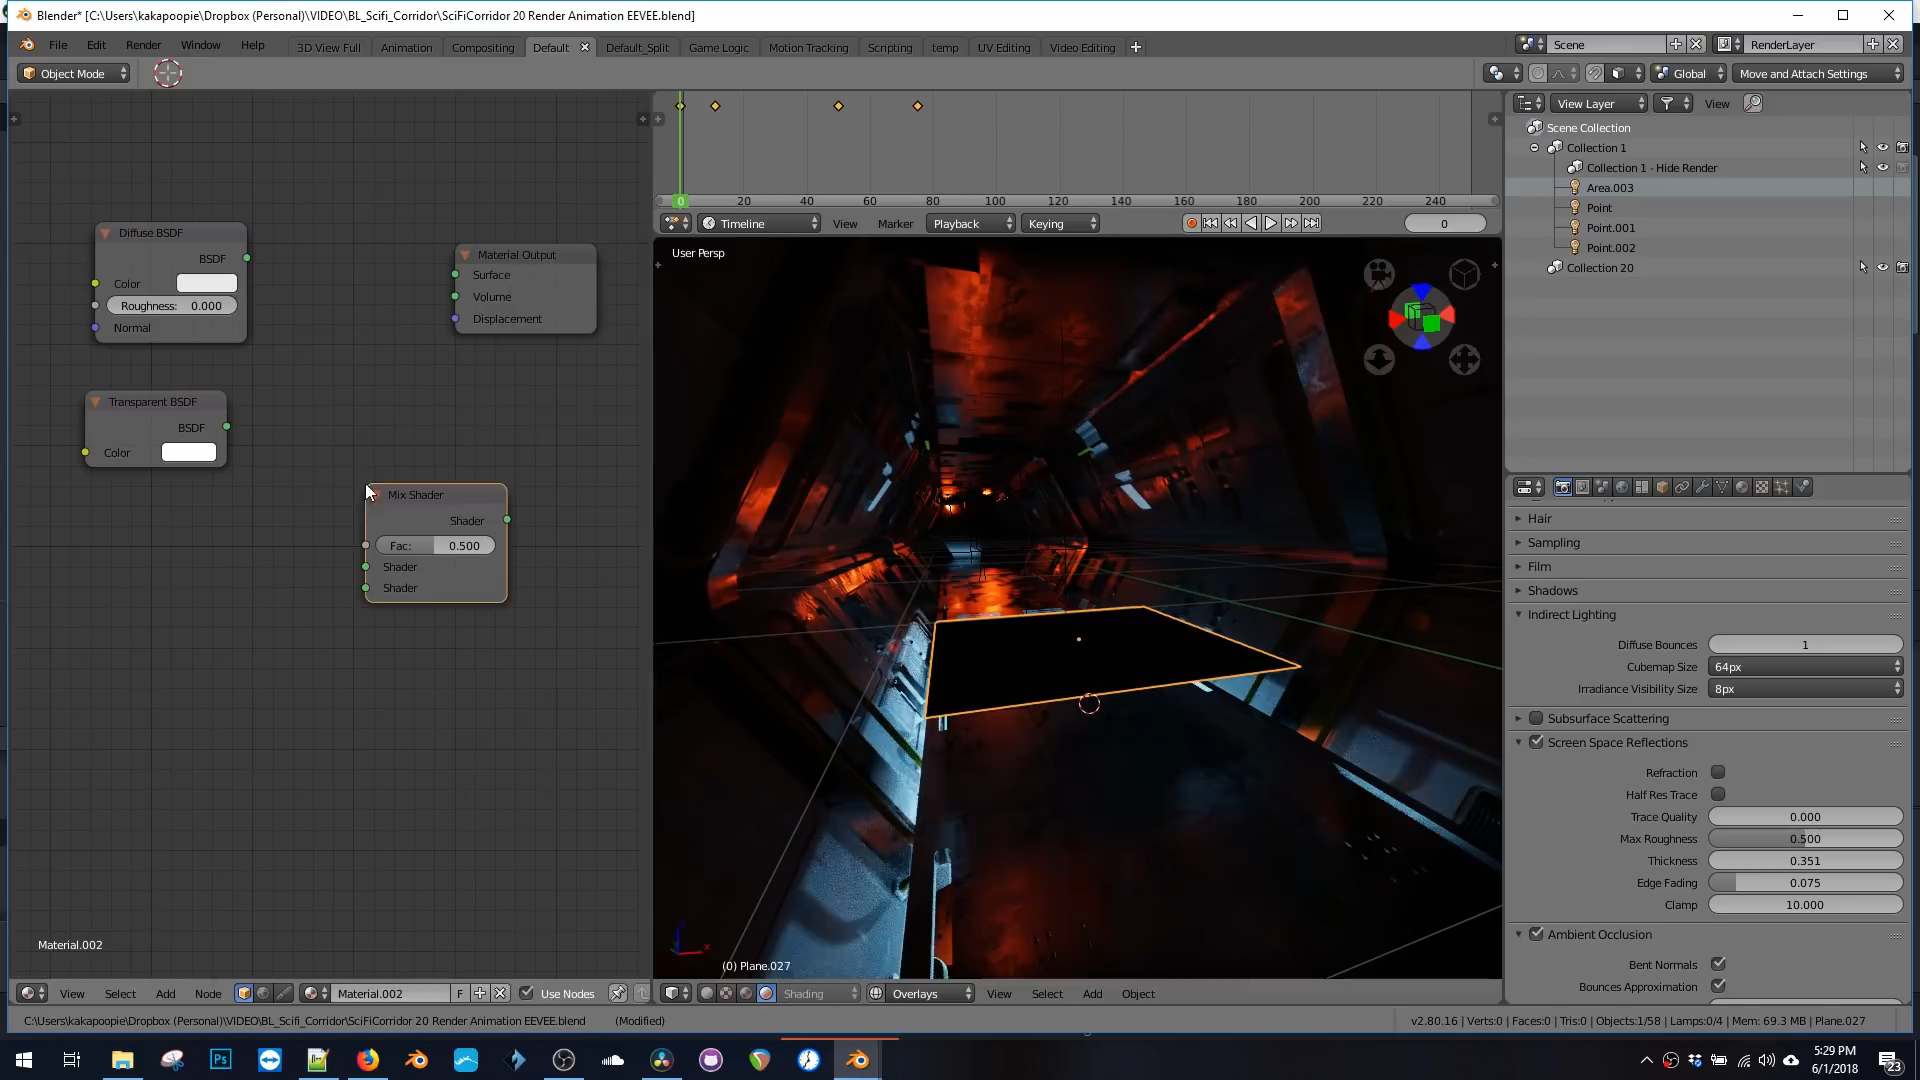 Blender* [C:\Users\kakapoopie\Dropbox (Personal)\VIDEO\BL_Scifi_Corridor\SciFiCorridor 20 Render Animation EEVEE.blend]
File Edit Render Window Help 3D View Full Animation Compositing Default Default_Split Game Logic Motion Tracking Scripting temp UV Editing Video Editing Scene RenderLayer
Object Mode Global Move and Attach Settings
View Layer View
Scene Collection
Collection 1
Collection 1 - Hide Render
Area.003
Point
Point.001
Point.002
Collection 20
0 20 40 60 80 100 120 140 160 180 200 220 240
Timeline View Marker Playback Keying 0
Diffuse BSDF
BSDF
Color
Roughness: 0.000
Normal
Material Output
Surface
Volume
Displacement
Transparent BSDF
BSDF
Color
Mix Shader
Shader
Fac: 0.500
Shader
Shader
Material.002
User Persp
(0) Plane.027
Hair
Sampling
Film
Shadows
Indirect Lighting
Diffuse Bounces 1
Cubemap Size 64px
Irradiance Visibility Size 8px
Subsurface Scattering
Screen Space Reflections
Refraction
Half Res Trace
Trace Quality 0.000
Max Roughness 0.500
Thickness 0.351
Edge Fading 0.075
Clamp 10.000
Ambient Occlusion
Bent Normals
Bounces Approximation
View Select Add Node Material.002 F Use Nodes Shading Overlays View Select Add Object
C:\Users\kakapoopie\Dropbox (Personal)\VIDEO\BL_Scifi_Corridor\SciFiCorridor 20 Render Animation EEVEE.blend (Modified) v2.80.16 | Verts:0 | Faces:0 | Tris:0 | Objects:1/58 | Lamps:0/4 | Mem: 69.3 MB | Plane.027
Ps
5:29 PM
6/1/2018
23